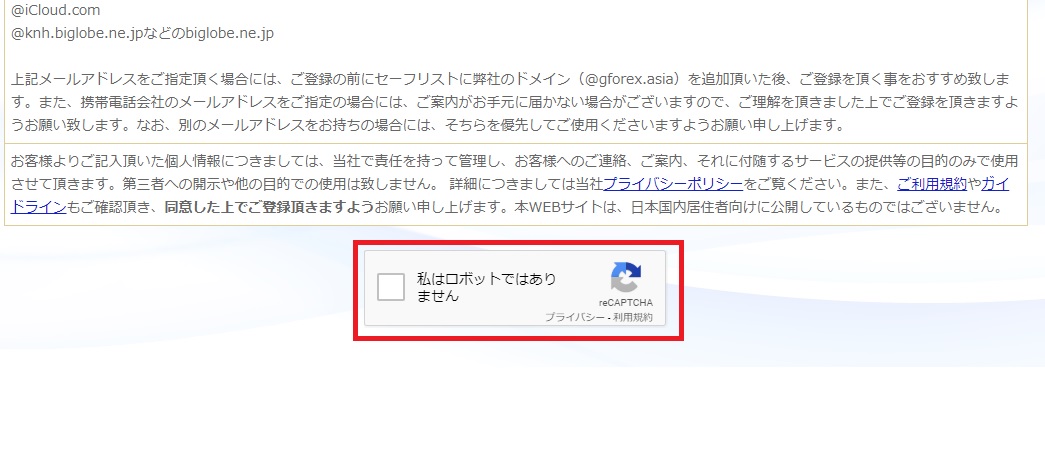 @iCloud.com
@knh.biglobe.ne.jpなどのbiglobe.ne.jp
上記メールアドレスをご指定頂く場合には、ご登録の前にセーフリストに弊社のドメイン（@gforex.asia）を追加頂いた後、ご登録を頂く事をおすすめ致しま
す。また、携帯電話会社のメールアドレスをご指定の場合には、ご案内がお手元に届かない場合がございますので、ご理解を頂きました上でご登録を頂きますよ
うお願い致します。なお、別のメールアドレスをお持ちの場合には、そちらを優先してご使用くださいますようお願い申し上げます。
お客様よりご記入頂いた個人情報につきましては、当社で責任を持って管理し、お客様へのご連絡、ご案内、それに付随するサービスの提供等の目的のみで使用
させて頂きます。第三者への開示や他の目的での使用は致しません。 詳細につきましては当社プライバシーポリシーをご覧ください。また、ご利用規約やガイ
ドラインもご確認頂き、同意した上でご登録頂きますようお願い申し上げます。本WEBサイトは、日本国内居住者向けに公開しているものではございません。
私はロボットではあり
ません
reCAPTCHA
プライバシー - 利用規約